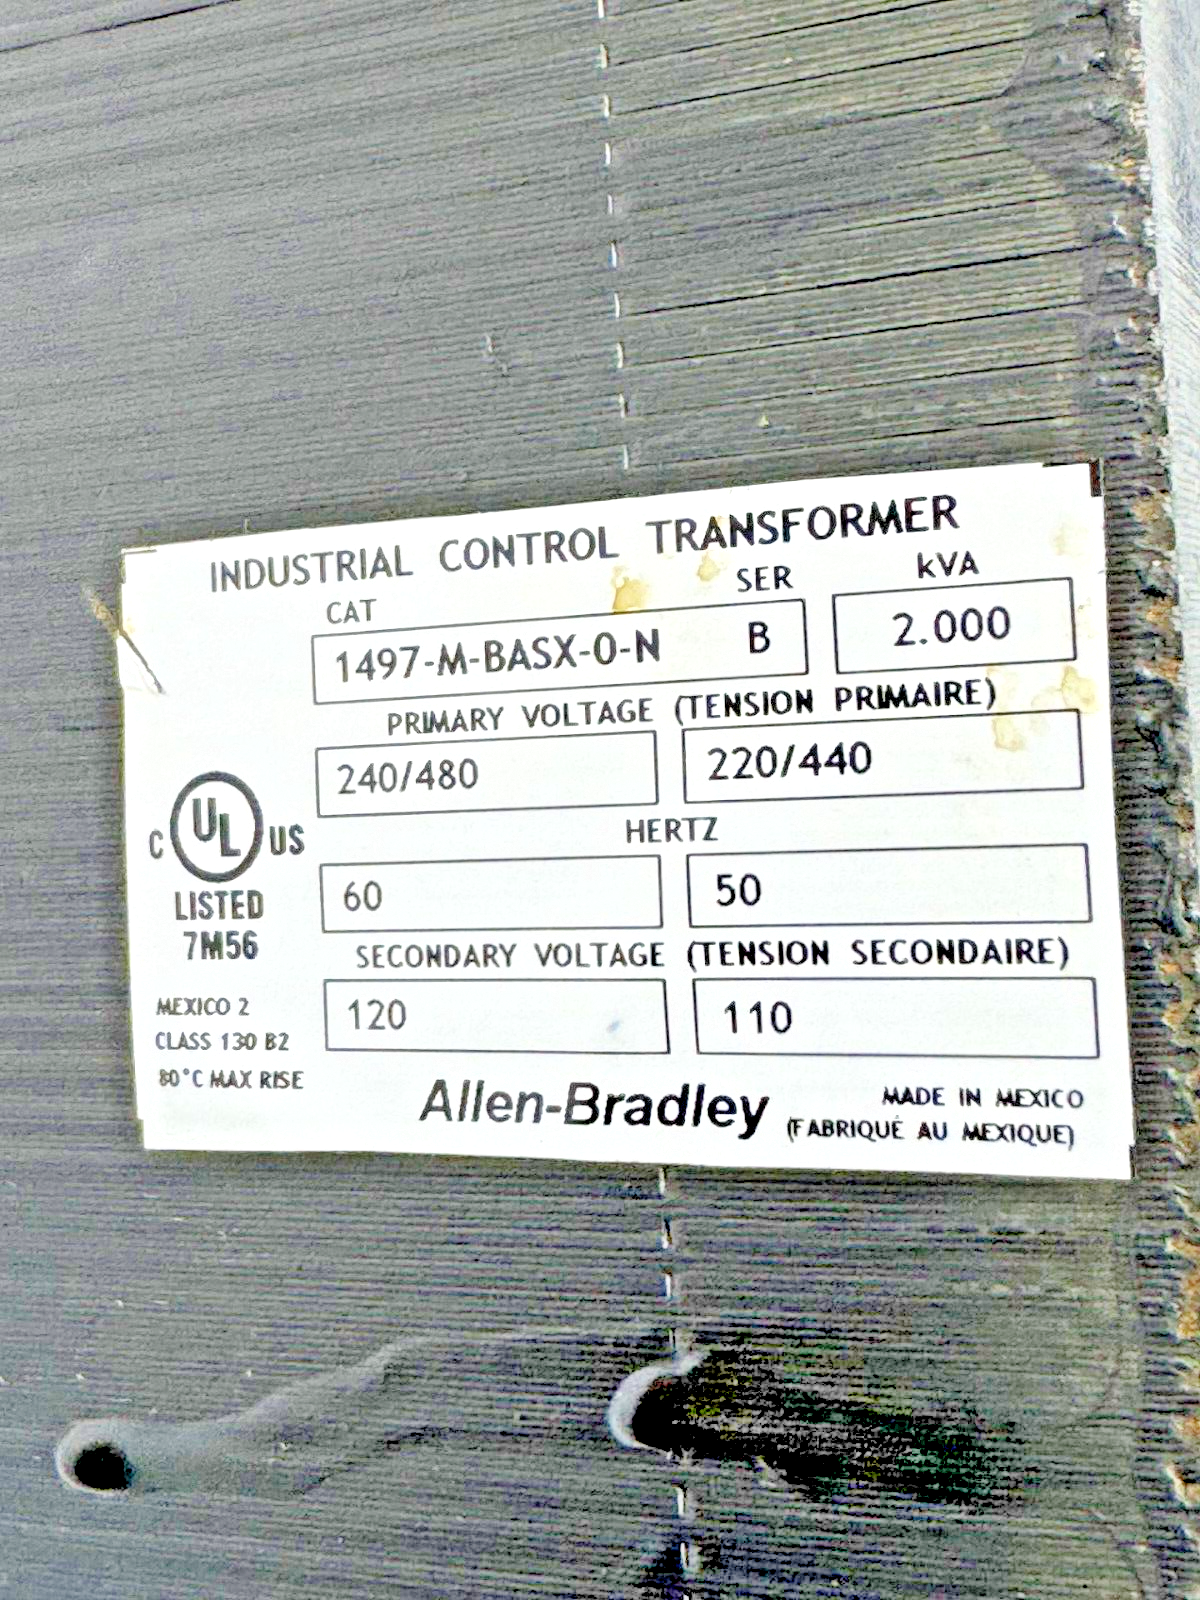 INDUSTRIAL CONTROL TRANSFORMER
CAT SER kVA
1497-M-BASX-0-N B 2.000
PRIMARY VOLTAGE (TENSION PRIMAIRE)
240/480 220/440
HERTZ
60 50
SECONDARY VOLTAGE (TENSION SECONDAIRE)
120 110
C UL US
LISTED
7M56
MEXICO 2
CLASS 130 B2
80°C MAX RISE
Allen-Bradley
MADE IN MEXICO
(FABRIQUÉ AU MEXIQUE)